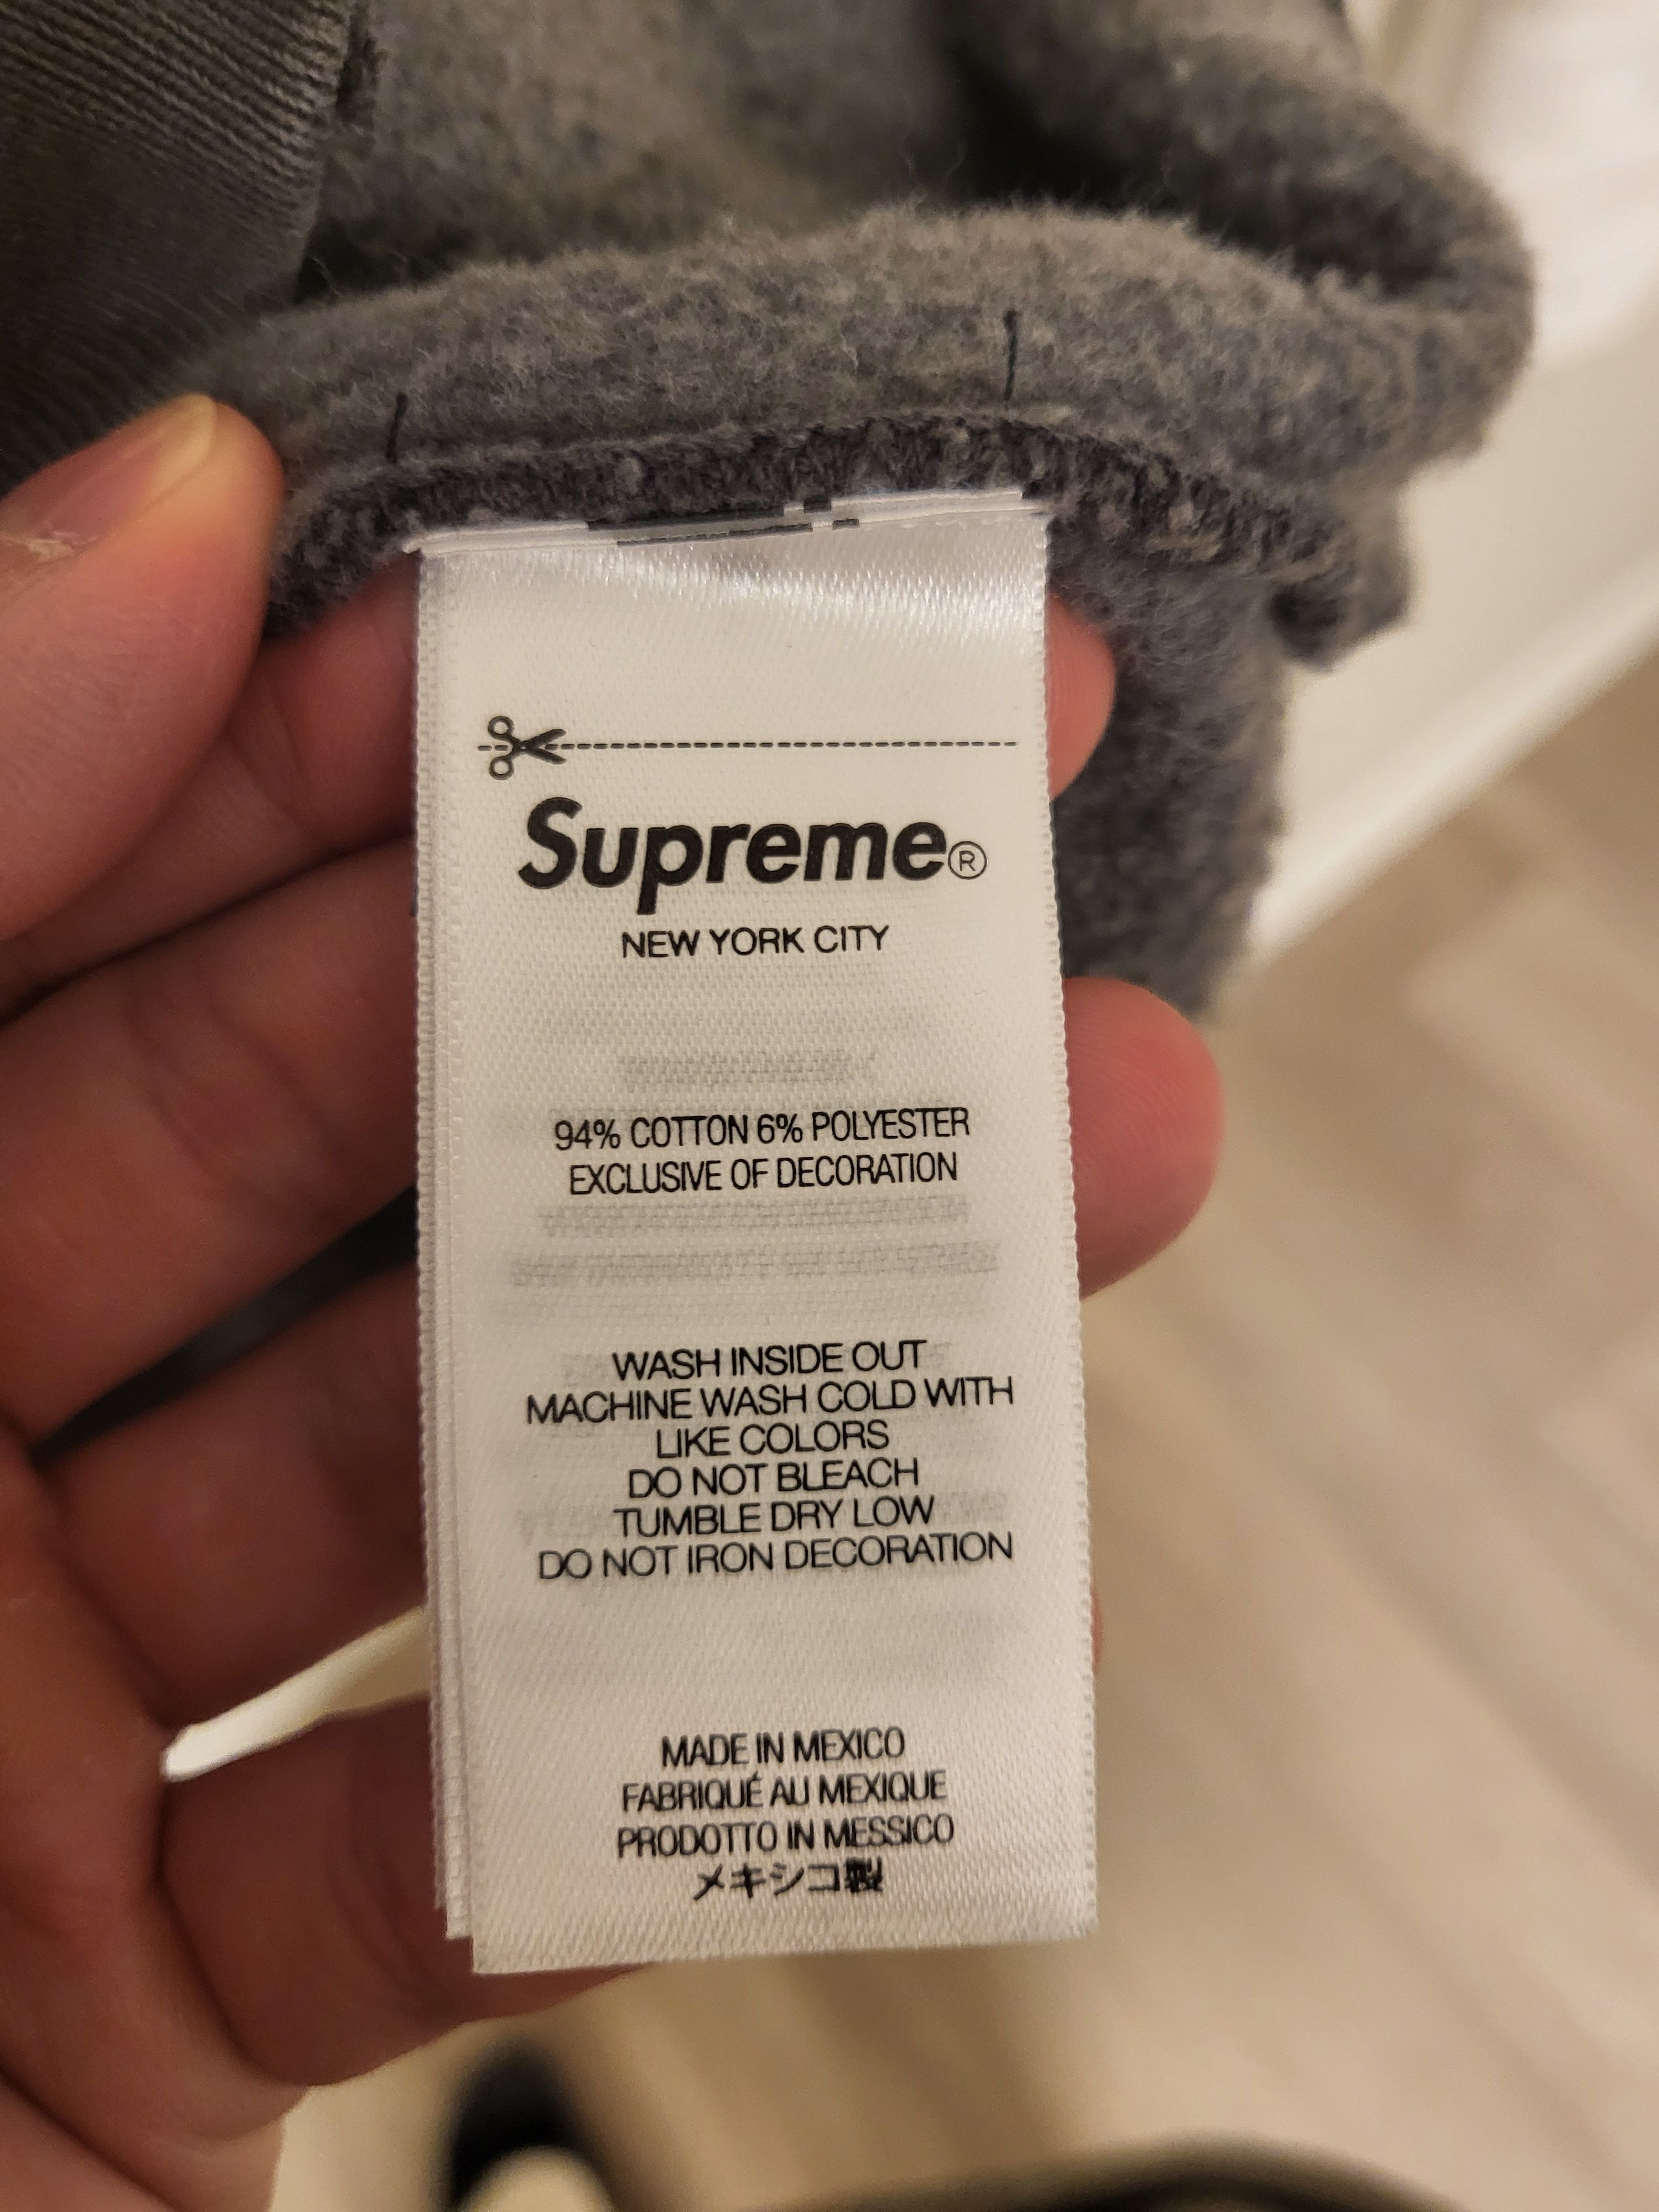 Supreme®
NEW YORK CITY
94% COTTON 6% POLYESTER
EXCLUSIVE OF DECORATION
WASH INSIDE OUT
MACHINE WASH COLD WITH
LIKE COLORS
DO NOT BLEACH
TUMBLE DRY LOW
DO NOT IRON DECORATION
MADE IN MEXICO
FABRIQUÉ AU MEXIQUE
PRODOTTO IN MESSICO
メキシコ製